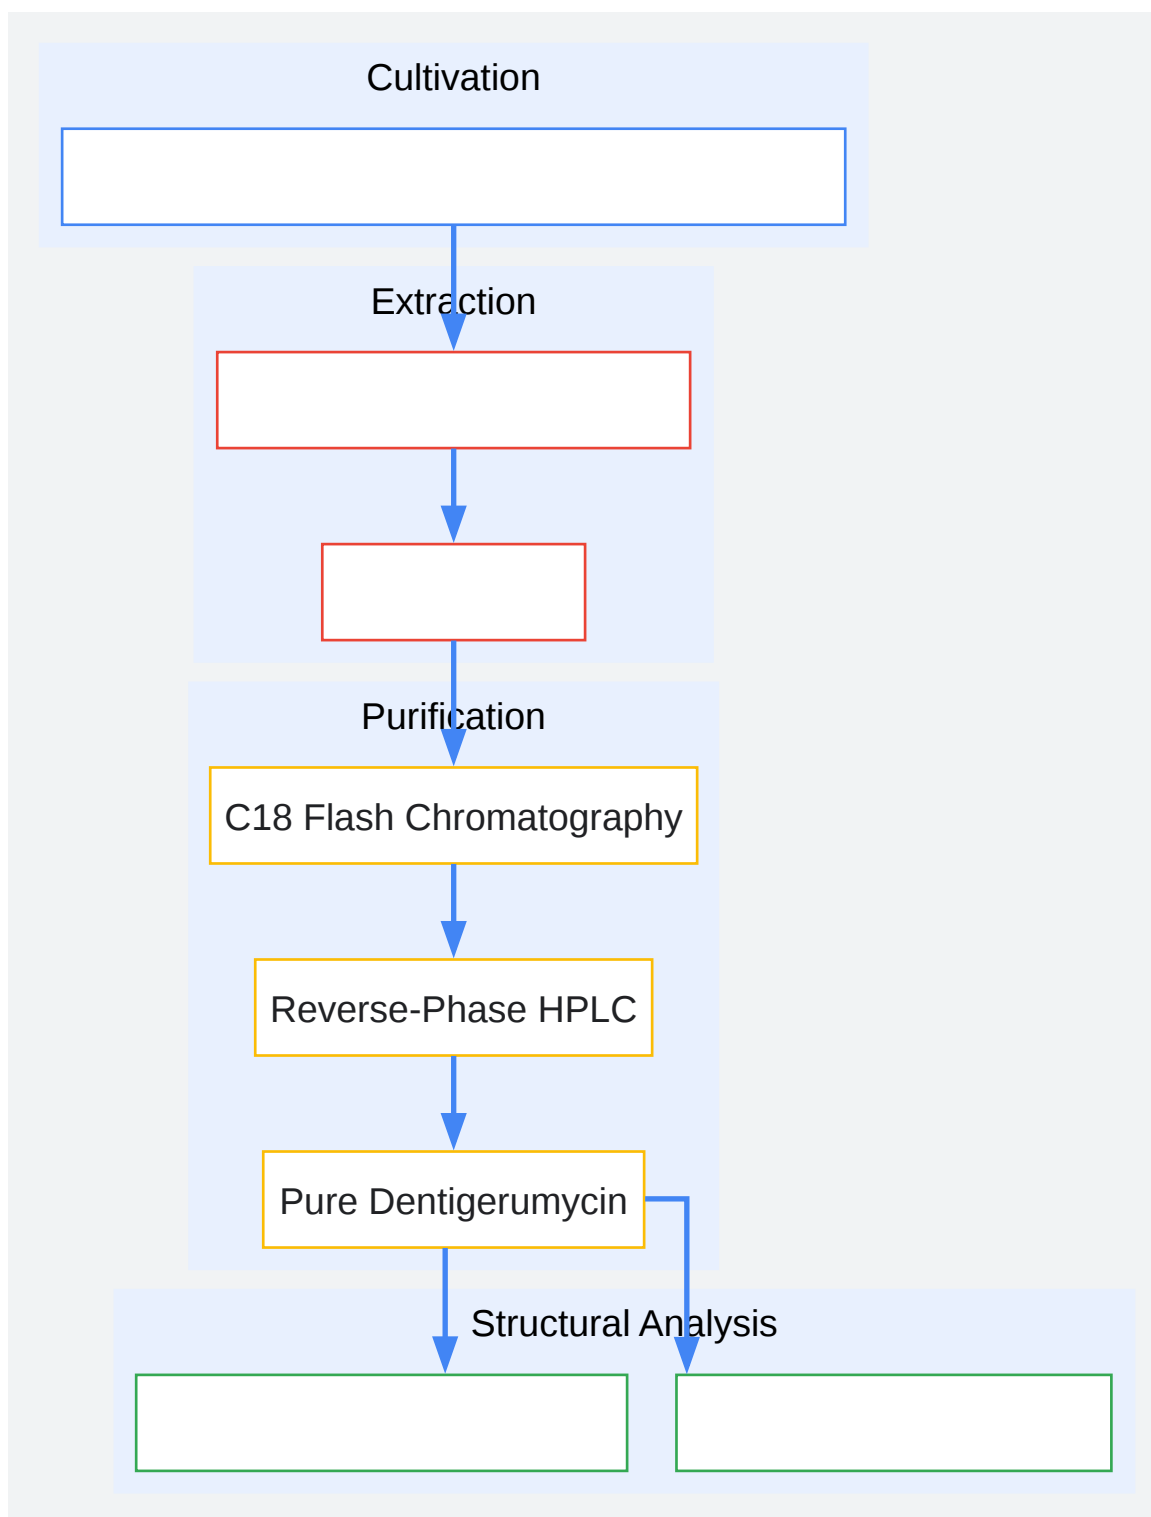 Cultivation
Extraction
Purification
C18 Flash Chromatography
Reverse-Phase HPLC
Pure Dentigerumycin
Structural Analysis